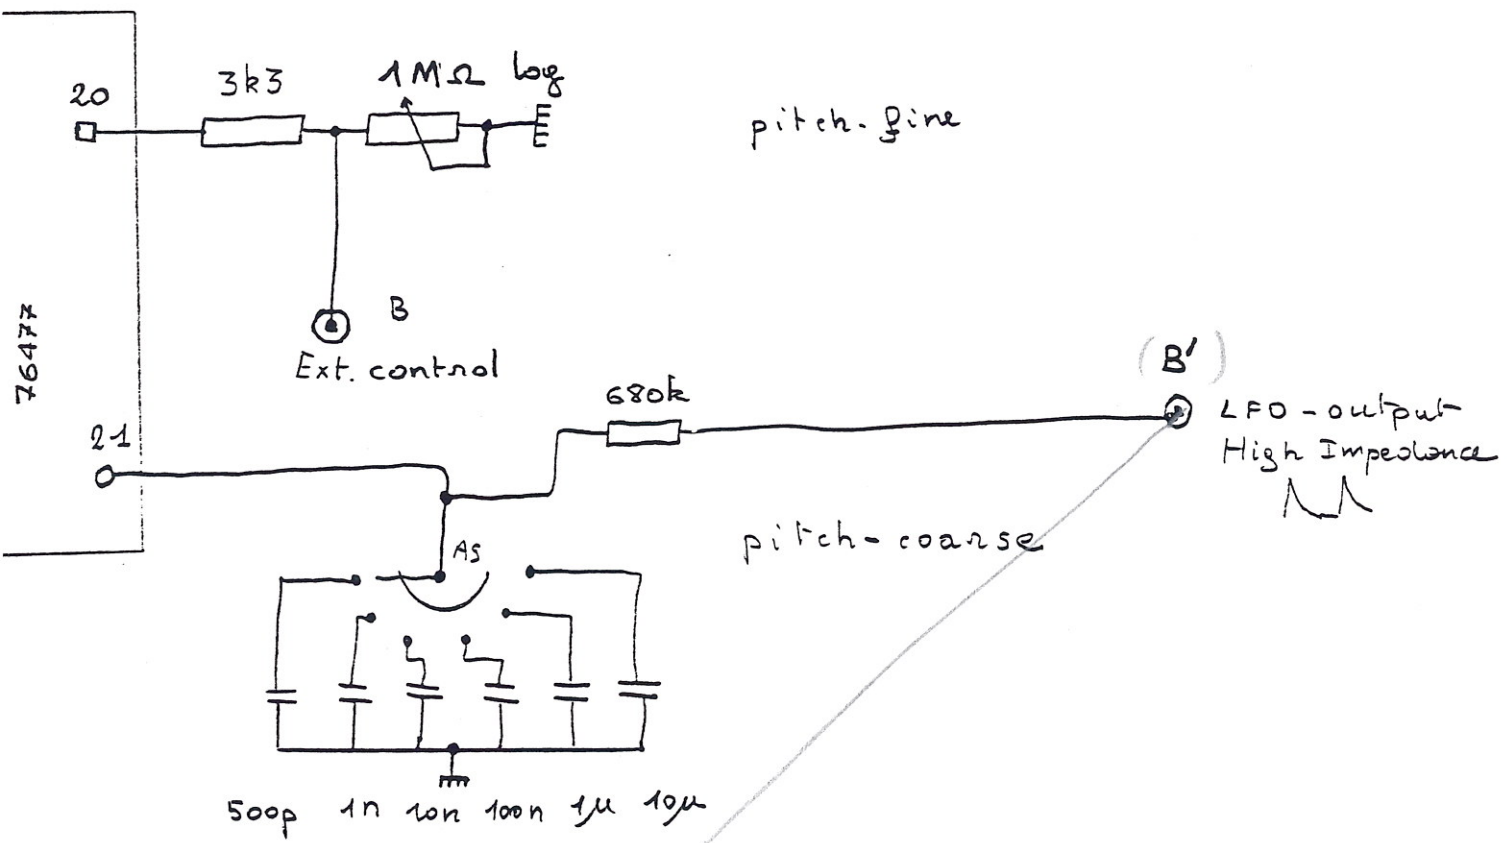 3k3
1MΩ log
20
pitch-fine
B
Ext. control
76477
21
680k
(B')
LFO-output
High Impedance
pitch-coarse
AS
500p 1n 10n 100n 1µ 10µ